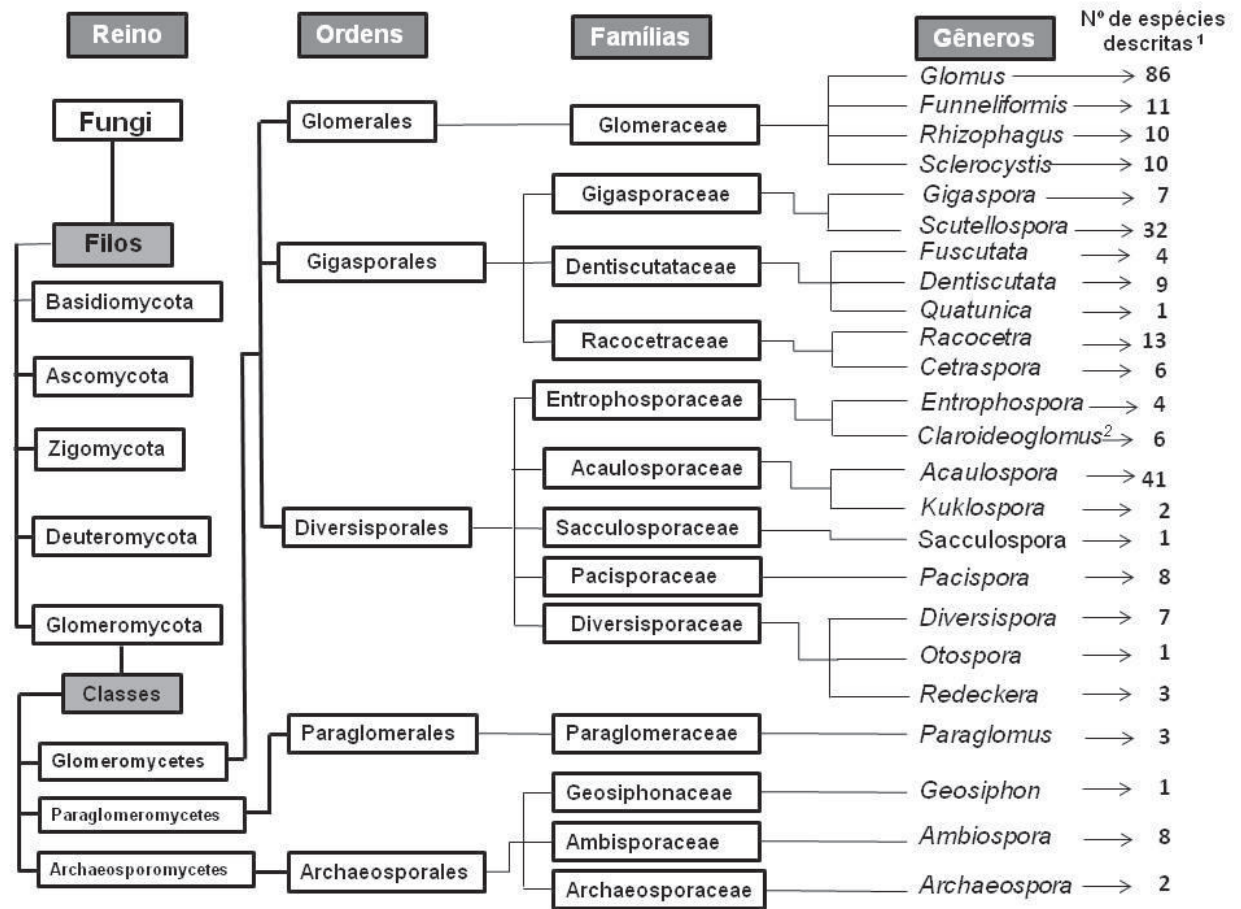 Reino
Ordens
Famílias
Gêneros
Nº de espécies
descritas ¹
Fungi
Filos
Basidiomycota
Ascomycota
Zigomycota
Deuteromycota
Glomeromycota
Classes
Glomeromycetes
Paraglomeromycetes
Archaeosporomycetes
Glomerales
Gigasporales
Diversisporales
Paraglomerales
Archaeosporales
Glomeraceae
Gigasporaceae
Dentiscutataceae
Racocetraceae
Entrophosporaceae
Acaulosporaceae
Sacculosporaceae
Pacisporaceae
Diversisporaceae
Paraglomeraceae
Geosiphonaceae
Ambisporaceae
Archaeosporaceae
Glomus 86
Funneliformis 11
Rhizophagus 10
Sclerocystis 10
Gigaspora 7
Scutellospora 32
Fuscutata 4
Dentiscutata 9
Quatunica 1
Racocetra 13
Cetraspora 6
Entrophospora 4
Claroideoglomus² 6
Acaulospora 41
Kuklospora 2
Sacculospora 1
Pacispora 8
Diversispora 7
Otospora 1
Redeckera 3
Paraglomus 3
Geosiphon 1
Ambiospora 8
Archaeospora 2